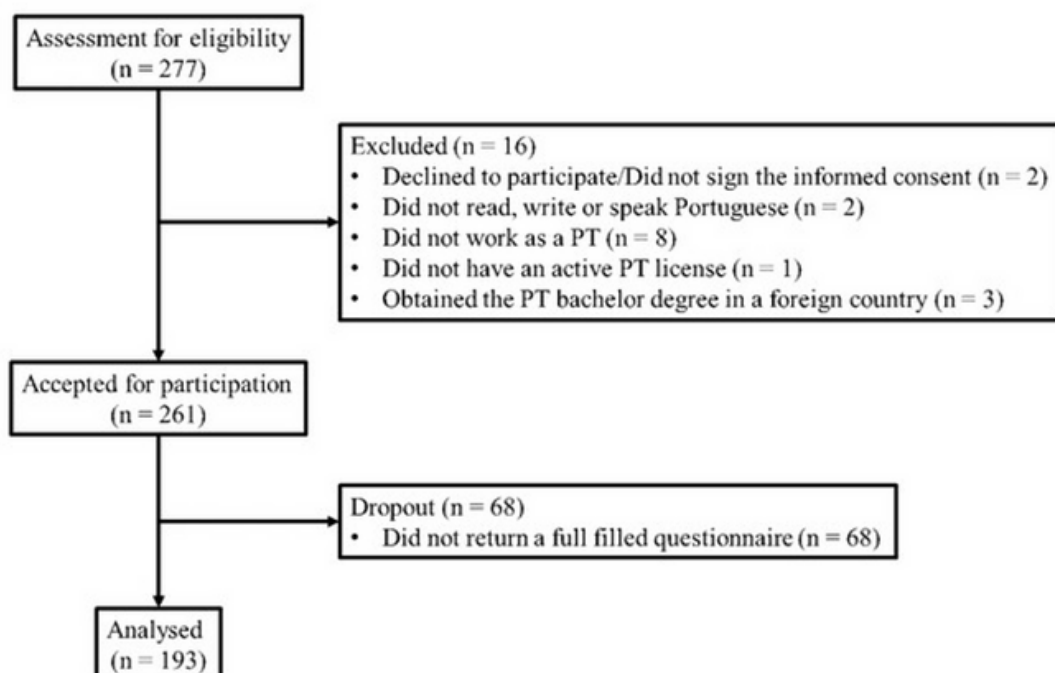 Assessment for eligibility
(n = 277)
Excluded (n = 16)
• Declined to participate/Did not sign the informed consent (n = 2)
• Did not read, write or speak Portuguese (n = 2)
• Did not work as a PT (n = 8)
• Did not have an active PT license (n = 1)
• Obtained the PT bachelor degree in a foreign country (n = 3)
Accepted for participation
(n = 261)
Dropout (n = 68)
• Did not return a full filled questionnaire (n = 68)
Analysed
(n = 193)